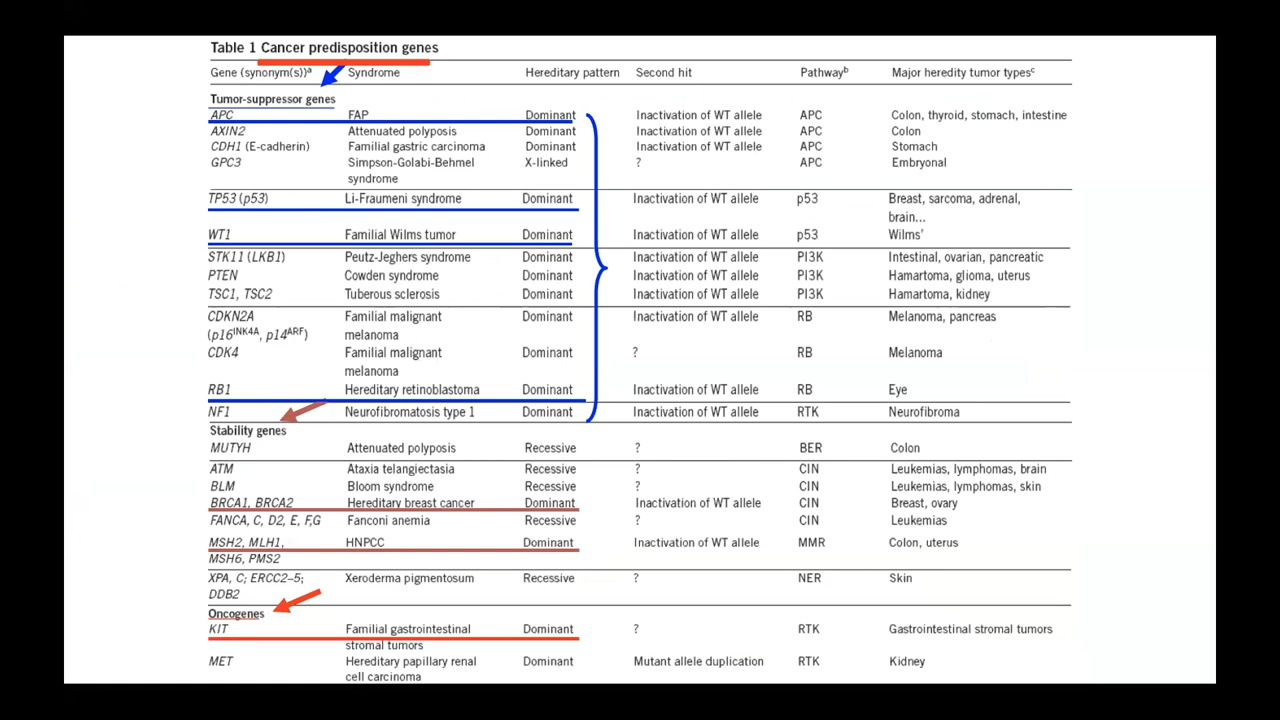 Table 1 Cancer predisposition genes
Gene (synonym(s))ᵃ Syndrome Hereditary pattern Second hit Pathwayᵇ Major heredity tumor typesᶜ
Tumor-suppressor genes
APC FAP Dominant Inactivation of WT allele APC Colon, thyroid, stomach, intestine
AXIN2 Attenuated polyposis Dominant Inactivation of WT allele APC Colon
CDH1 (E-cadherin) Familial gastric carcinoma Dominant Inactivation of WT allele APC Stomach
GPC3 Simpson-Golabi-Behmel X-linked ? APC Embryonal
syndrome
TP53 (p53) Li-Fraumeni syndrome Dominant Inactivation of WT allele p53 Breast, sarcoma, adrenal,
brain...
WT1 Familial Wilms tumor Dominant Inactivation of WT allele p53 Wilms'
STK11 (LKB1) Peutz-Jeghers syndrome Dominant Inactivation of WT allele PI3K Intestinal, ovarian, pancreatic
PTEN Cowden syndrome Dominant Inactivation of WT allele PI3K Hamartoma, glioma, uterus
TSC1, TSC2 Tuberous sclerosis Dominant Inactivation of WT allele PI3K Hamartoma, kidney
CDKN2A Familial malignant Dominant Inactivation of WT allele RB Melanoma, pancreas
(p16ᴵᴺᴷ⁴ᴬ, p14ᴬᴿᶠ) melanoma
CDK4 Familial malignant Dominant ? RB Melanoma
melanoma
RB1 Hereditary retinoblastoma Dominant Inactivation of WT allele RB Eye
NF1 Neurofibromatosis type 1 Dominant Inactivation of WT allele RTK Neurofibroma
Stability genes
MUTYH Attenuated polyposis Recessive ? BER Colon
ATM Ataxia telangiectasia Recessive ? CIN Leukemias, lymphomas, brain
BLM Bloom syndrome Recessive ? CIN Leukemias, lymphomas, skin
BRCA1, BRCA2 Hereditary breast cancer Dominant Inactivation of WT allele CIN Breast, ovary
FANCA, C, D2, E, F,G Fanconi anemia Recessive ? CIN Leukemias
MSH2, MLH1, HNPCC Dominant Inactivation of WT allele MMR Colon, uterus
MSH6, PMS2
XPA, C; ERCC2–5; Xeroderma pigmentosum Recessive ? NER Skin
DDB2
Oncogenes
KIT Familial gastrointestinal Dominant ? RTK Gastrointestinal stromal tumors
stromal tumors
MET Hereditary papillary renal Dominant Mutant allele duplication RTK Kidney
cell carcinoma